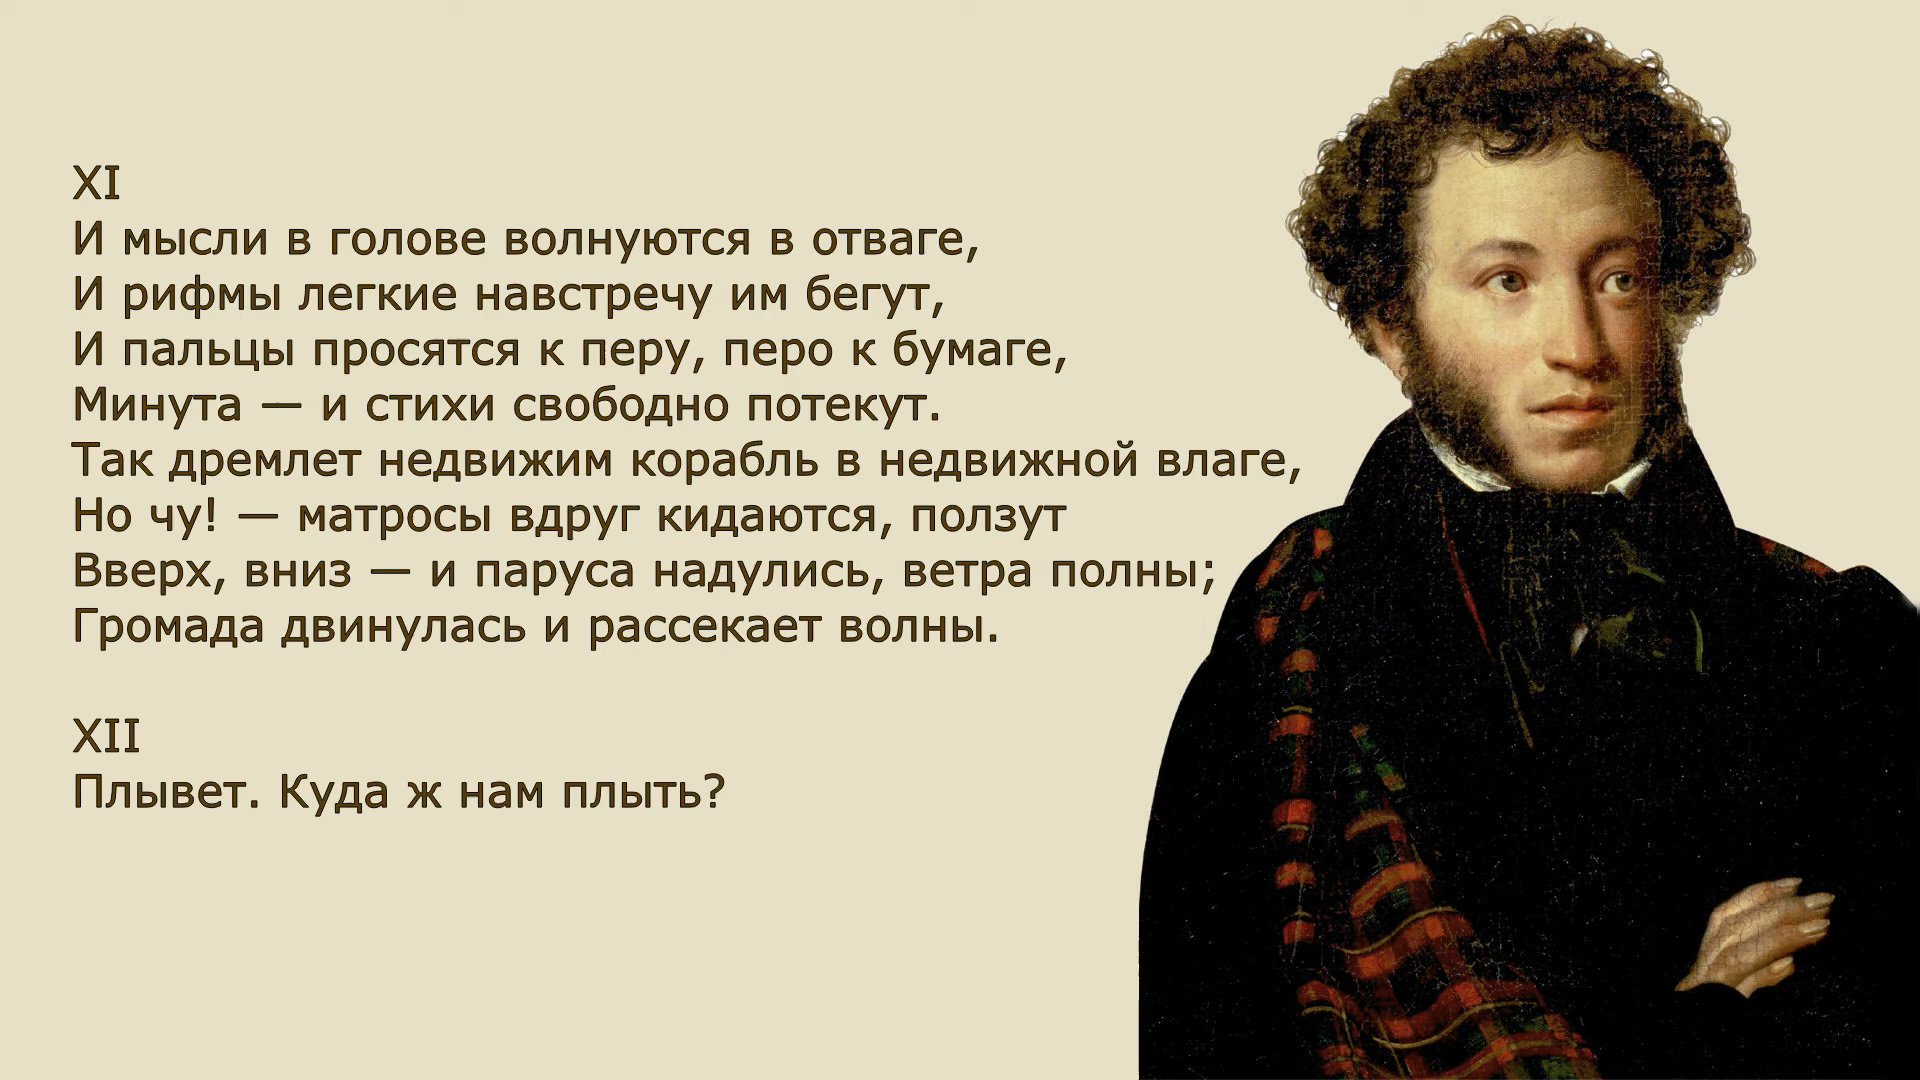 XI
И мысли в голове волнуются в отваге,
И рифмы легкие навстречу им бегут,
И пальцы просятся к перу, перо к бумаге,
Минута — и стихи свободно потекут.
Так дремлет недвижим корабль в недвижной влаге,
Но чу! — матросы вдруг кидаются, ползут
Вверх, вниз — и паруса надулись, ветра полны;
Громада двинулась и рассекает волны.
XII
Плывет. Куда ж нам плыть?